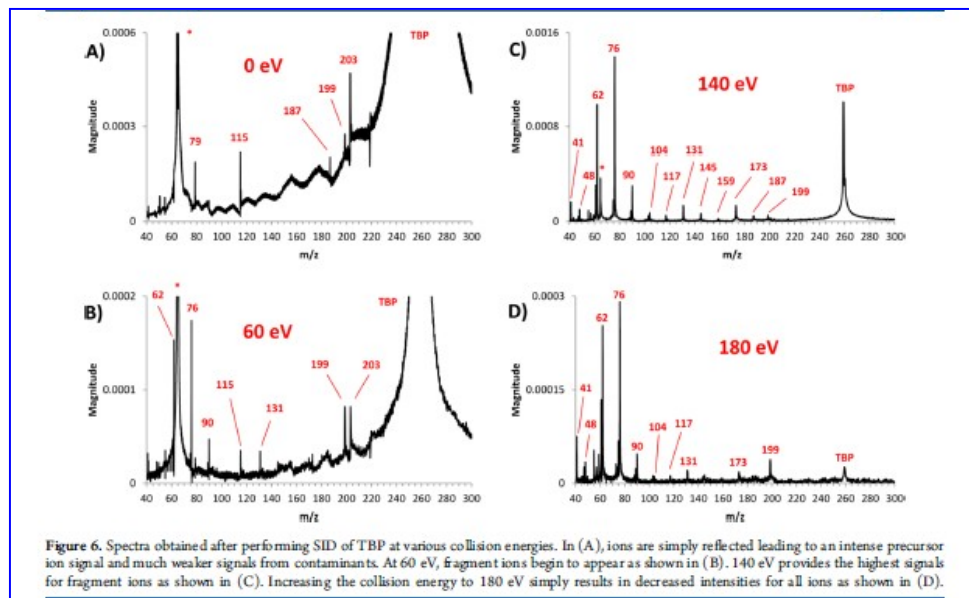 A)
0.0006
0.0003
0
Magnitude
*
0 eV
TBP
203
199
187
115
79
40 60 80 100 120 140 160 180 200 220 240 260 280 300
m/z
C)
0.0016
0.0008
0
Magnitude
76
140 eV
TBP
62
41
*
48
90
104
117
131
145
159
173
187
199
40 60 80 100 120 140 160 180 200 220 240 260 280 300
m/z
B)
0.0002
0.0001
0
Magnitude
62
*
76
60 eV
TBP
90
115
131
199
203
40 60 80 100 120 140 160 180 200 220 240 260 280 300
m/z
D)
0.0003
0.00015
0
Magnitude
76
62
180 eV
41
48
90
104
117
131
173
199
TBP
40 60 80 100 120 140 160 180 200 220 240 260 280 300
m/z
Figure 6. Spectra obtained after performing SID of TBP at various collision energies. In (A), ions are simply reflected leading to an intense precursor
ion signal and much weaker signals from contaminants. At 60 eV, fragment ions begin to appear as shown in (B). 140 eV provides the highest signals
for fragment ions as shown in (C). Increasing the collision energy to 180 eV simply results in decreased intensities for all ions as shown in (D).